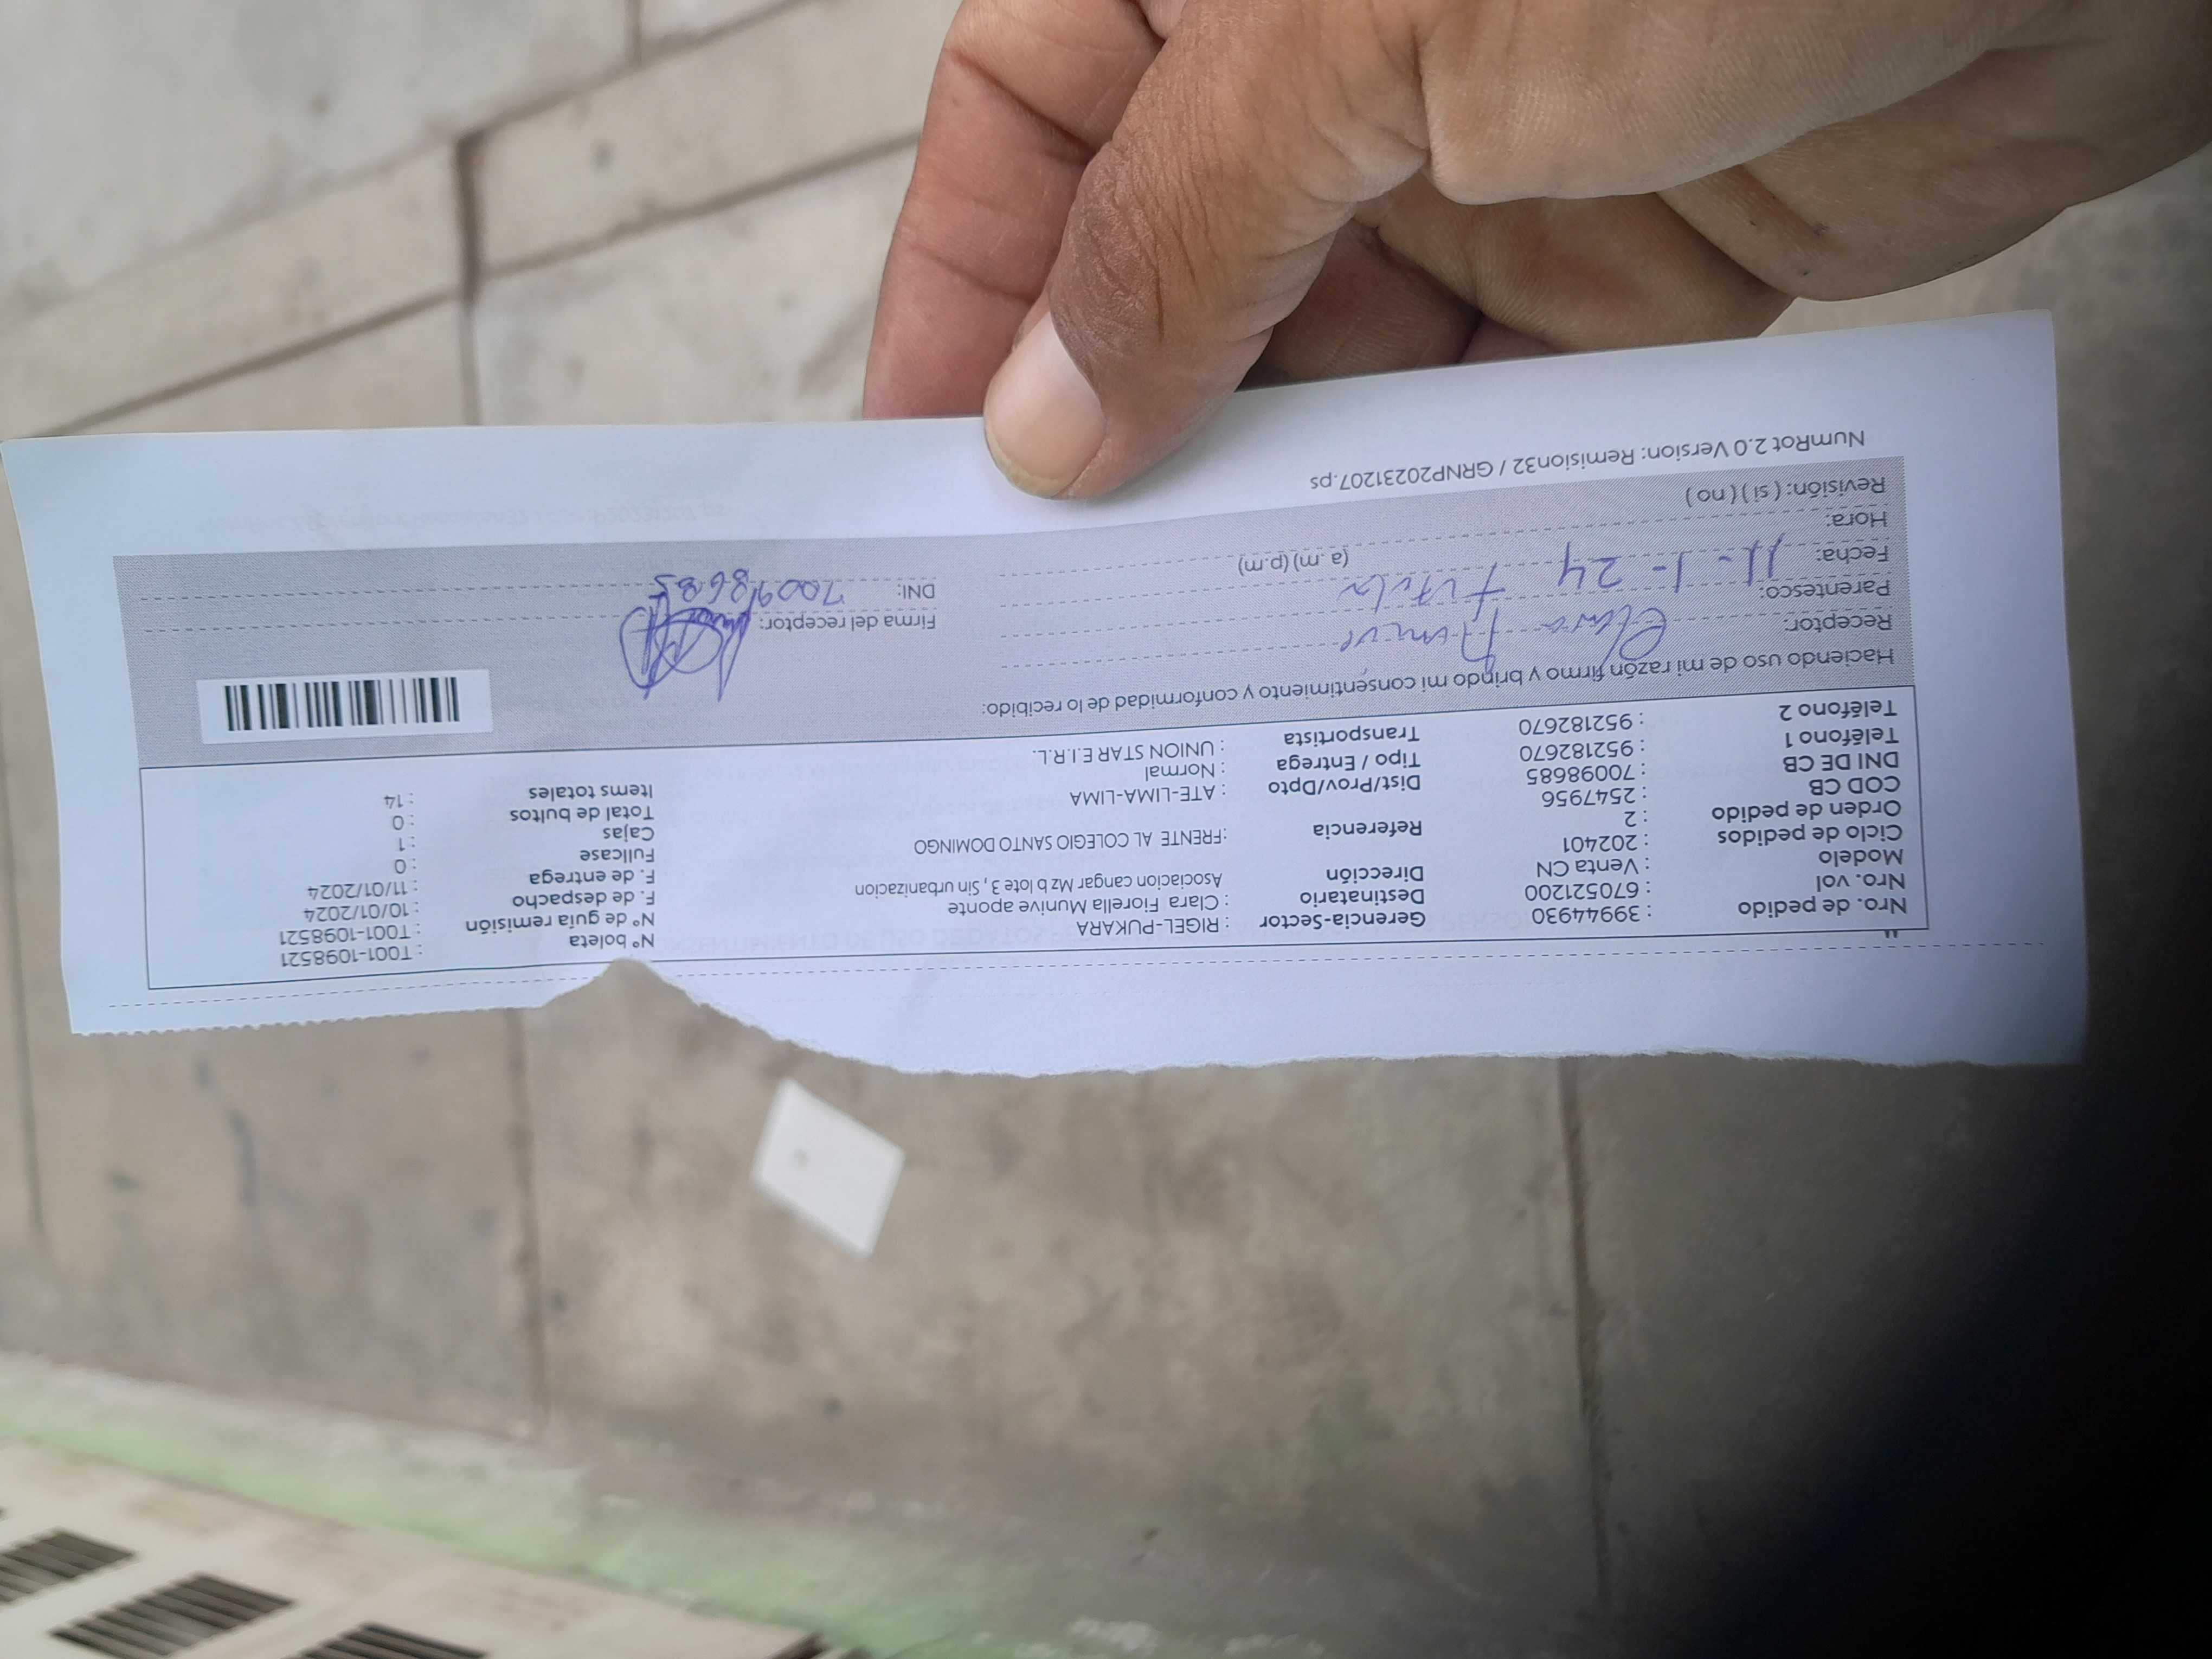 Nro. de pedido : 39944930 Gerencia-Sector : RIGEL-PUKARA Nº boleta : T001-1098521
Nro. vol : 670521200 Destinatario : Clara Fiorella Munive aponte Nº de guía remisión : T001-1098521
Modelo : Venta CN Dirección Asociacion cangar Mz b lote 3 , Sin urbanizacion F. de despacho : 10/01/2024
Ciclo de pedidos : 202401 F. de entrega : 11/01/2024
Orden de pedido : 2 Referencia :FRENTE AL COLEGIO SANTO DOMINGO Fullcase : 0
COD CB : 2547956 Cajas : 1
DNI DE CB : 70098685 Dist/Prov/Dpto : ATE-LIMA-LIMA Total de bultos : 0
Teléfono 1 : 952182670 Tipo / Entrega : Normal Items totales : 14
Teléfono 2 : 952182670 Transportista : UNION STAR E.I.R.L.
Haciendo uso de mi razón firmo y brindo mi consentimiento y conformidad de lo recibido:
Receptor: Clara Munive Firma del receptor:
Parentesco: Titular DNI: 70098685
Fecha: 11-1-24
Hora: (a .m) (p.m)
Revisión: ( si ) ( no )
NumRot 2.0 Version: Remision32 / GRNP20231207.ps